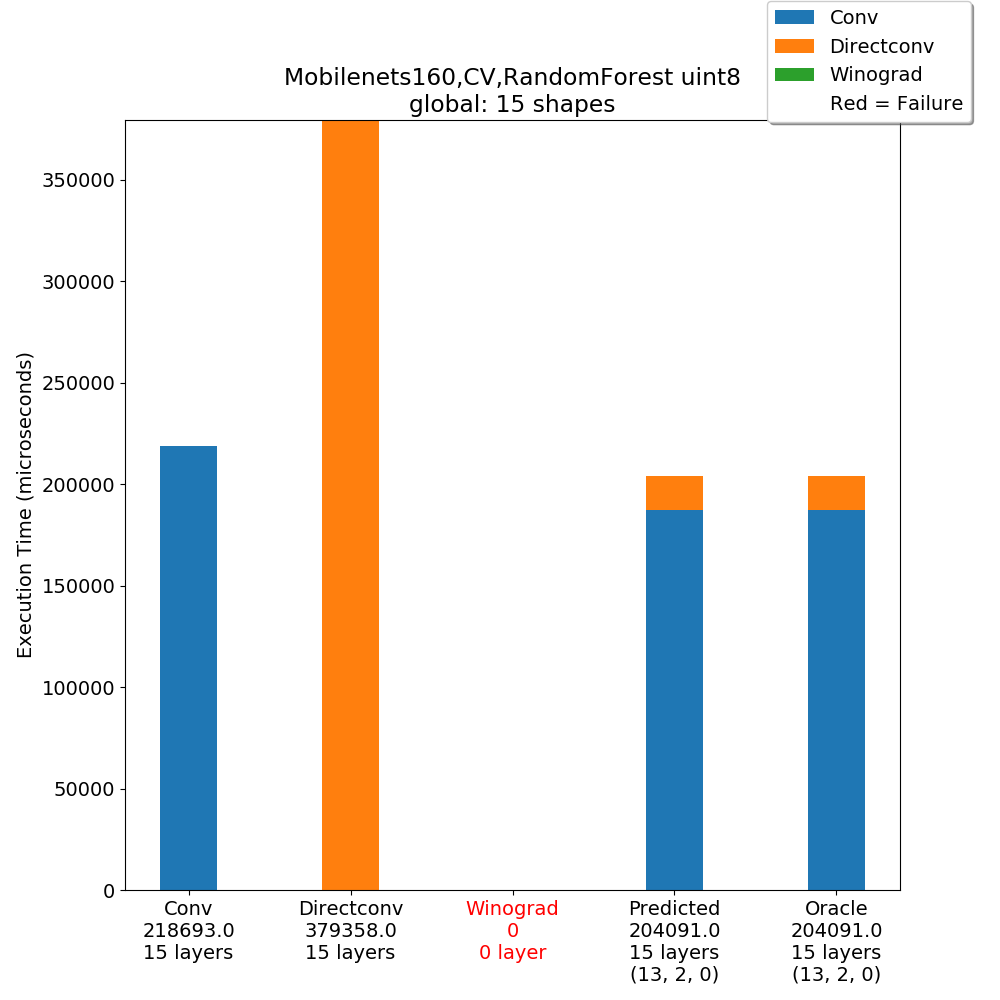 Conv
Directconv
Winograd
Red = Failure
Mobilenets160,CV,RandomForest uint8
global: 15 shapes
Execution Time (microseconds)
350000
300000
250000
200000
150000
100000
50000
0
Conv
218693.0
15 layers
Directconv
379358.0
15 layers
Winograd
0
0 layer
Predicted
204091.0
15 layers
(13, 2, 0)
Oracle
204091.0
15 layers
(13, 2, 0)